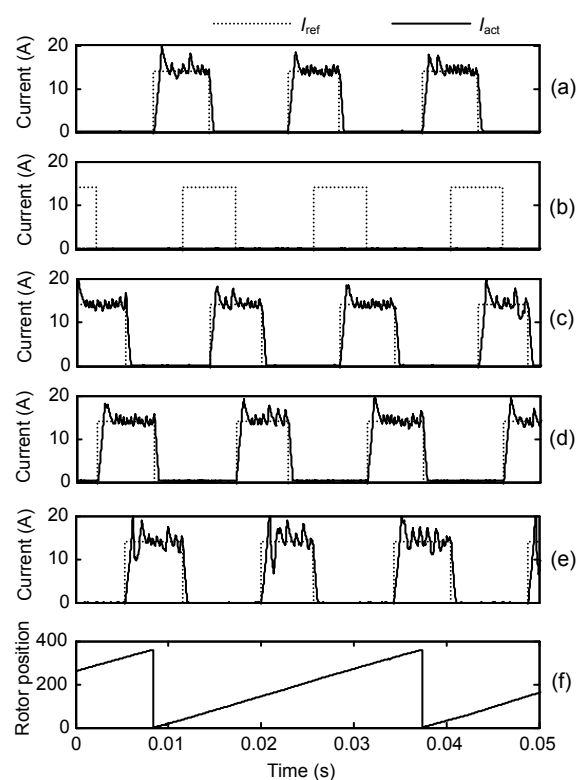 I_ref I_act
20
10
0
Current (A)
(a)
20
10
0
Current (A)
(b)
20
10
0
Current (A)
(c)
20
10
0
Current (A)
(d)
20
10
0
Current (A)
(e)
400
200
0
Rotor position
(f)
0 0.01 0.02 0.03 0.04 0.05
Time (s)